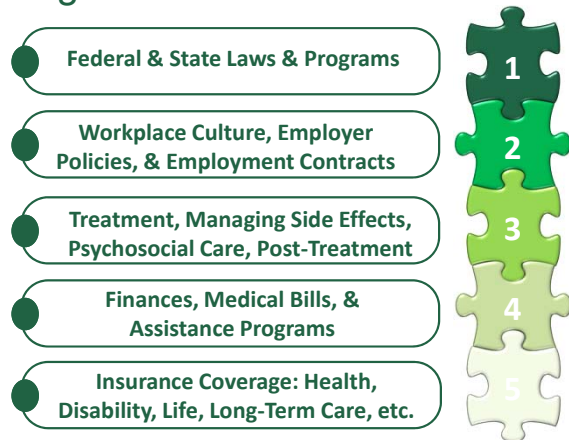 Federal & State Laws & Programs
1
Workplace Culture, Employer
Policies, & Employment Contracts
2
Treatment, Managing Side Effects,
Psychosocial Care, Post-Treatment
3
Finances, Medical Bills, &
Assistance Programs
4
Insurance Coverage: Health,
Disability, Life, Long-Term Care, etc.
5